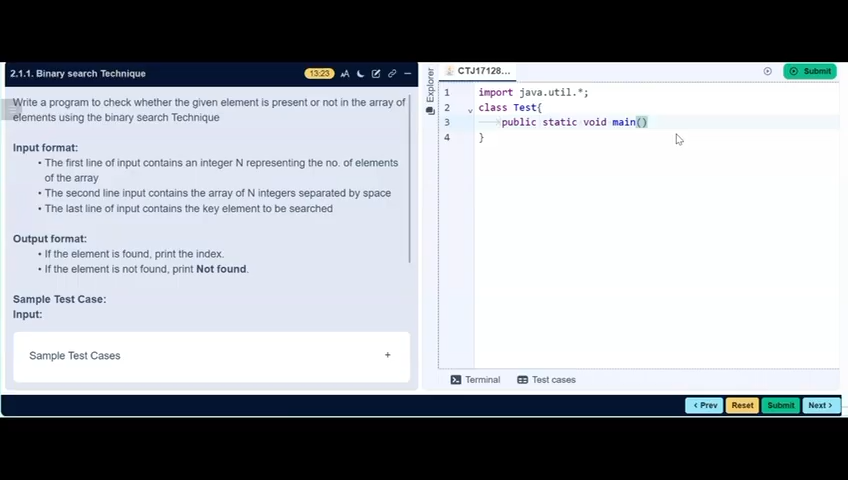 2.1.1. Binary search Technique
13:23
Write a program to check whether the given element is present or not in the array of
elements using the binary search Technique
Input format:
• The first line of input contains an integer N representing the no. of elements
of the array
• The second line input contains the array of N integers separated by space
• The last line of input contains the key element to be searched
Output format:
• If the element is found, print the index.
• If the element is not found, print Not found.
Sample Test Case:
Input:
Sample Test Cases +
Explorer
CTJ17128...
Submit
1 import java.util.*;
2 class Test{
3 public static void main()
4 }
Terminal
Test cases
< Prev
Reset
Submit
Next >